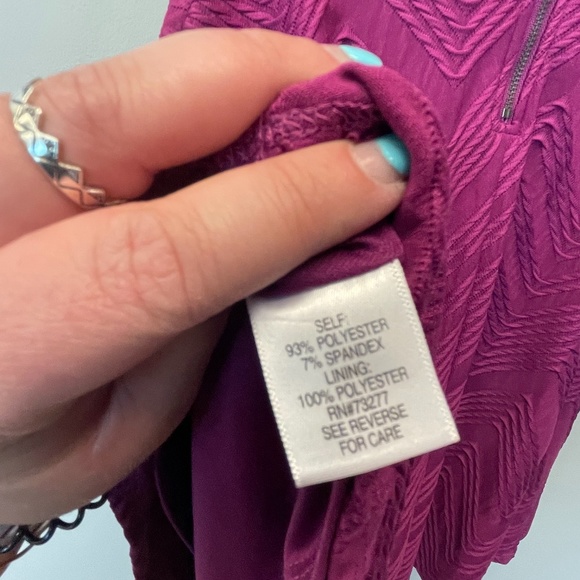 SELF:
93% POLYESTER
7% SPANDEX
LINING:
100% POLYESTER
RN#73277
SEE REVERSE
FOR CARE